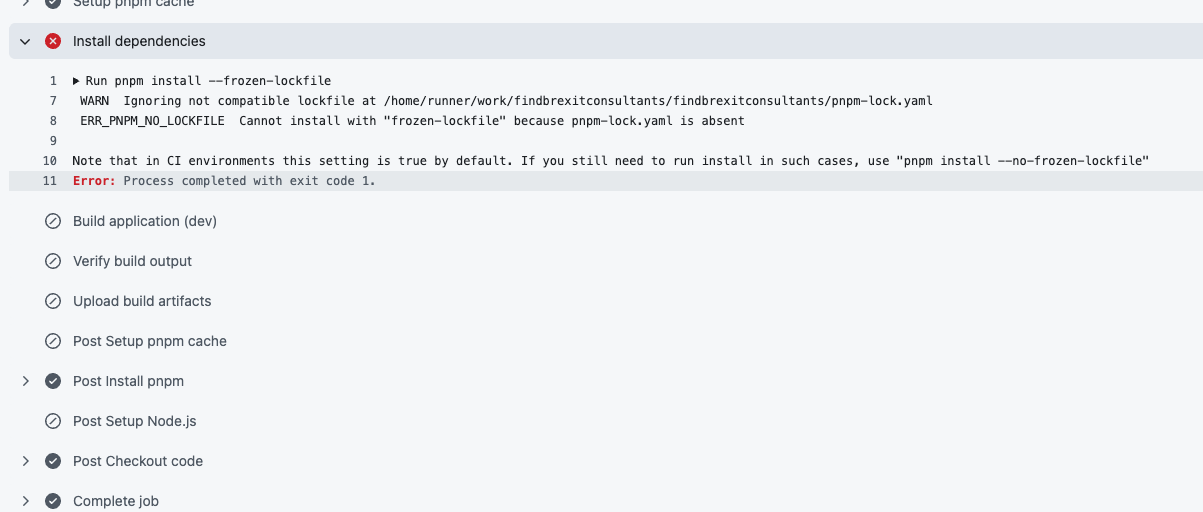 Setup pnpm cache
Install dependencies
1 Run pnpm install --frozen-lockfile
7 WARN Ignoring not compatible lockfile at /home/runner/work/findbrexitconsultants/findbrexitconsultants/pnpm-lock.yaml
8 ERR_PNPM_NO_LOCKFILE Cannot install with "frozen-lockfile" because pnpm-lock.yaml is absent
9
10 Note that in CI environments this setting is true by default. If you still need to run install in such cases, use "pnpm install --no-frozen-lockfile"
11 Error: Process completed with exit code 1.
Build application (dev)
Verify build output
Upload build artifacts
Post Setup pnpm cache
Post Install pnpm
Post Setup Node.js
Post Checkout code
Complete job